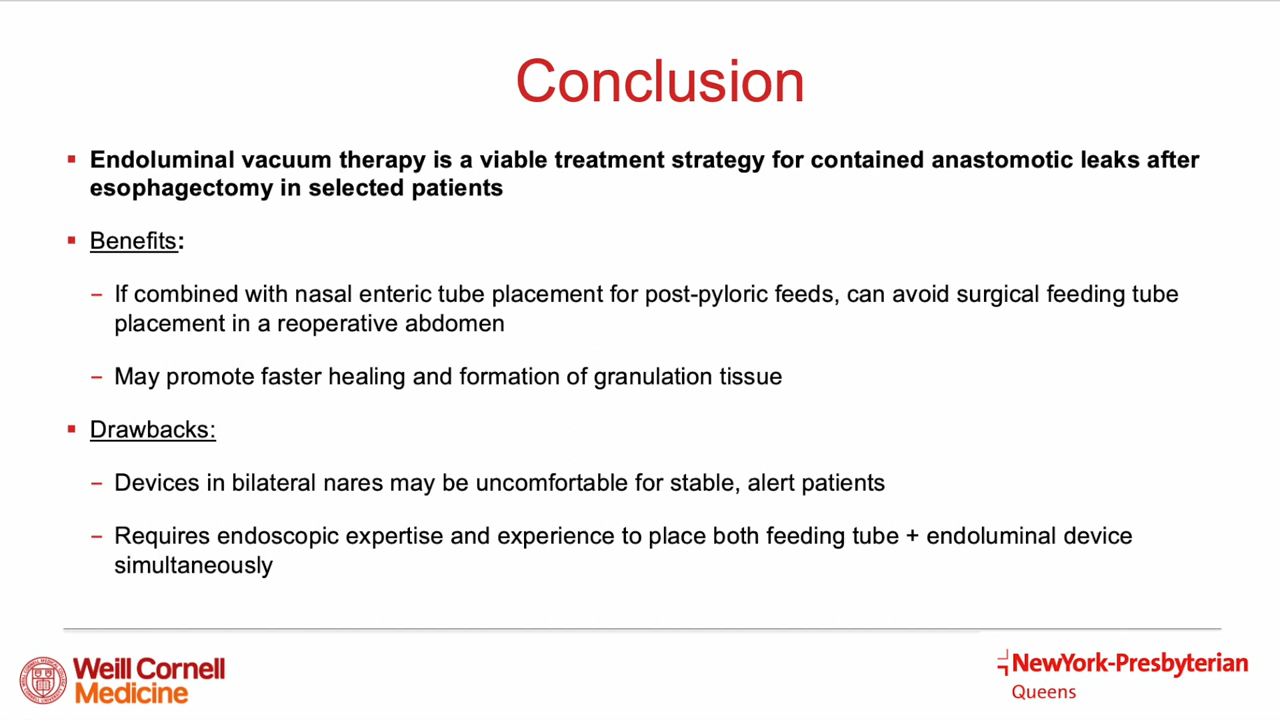 Conclusion
▪ Endoluminal vacuum therapy is a viable treatment strategy for contained anastomotic leaks after
esophagectomy in selected patients
▪ Benefits:
– If combined with nasal enteric tube placement for post-pyloric feeds, can avoid surgical feeding tube
placement in a reoperative abdomen
– May promote faster healing and formation of granulation tissue
▪ Drawbacks:
– Devices in bilateral nares may be uncomfortable for stable, alert patients
– Requires endoscopic expertise and experience to place both feeding tube + endoluminal device
simultaneously
Weill Cornell
Medicine
NewYork-Presbyterian
Queens